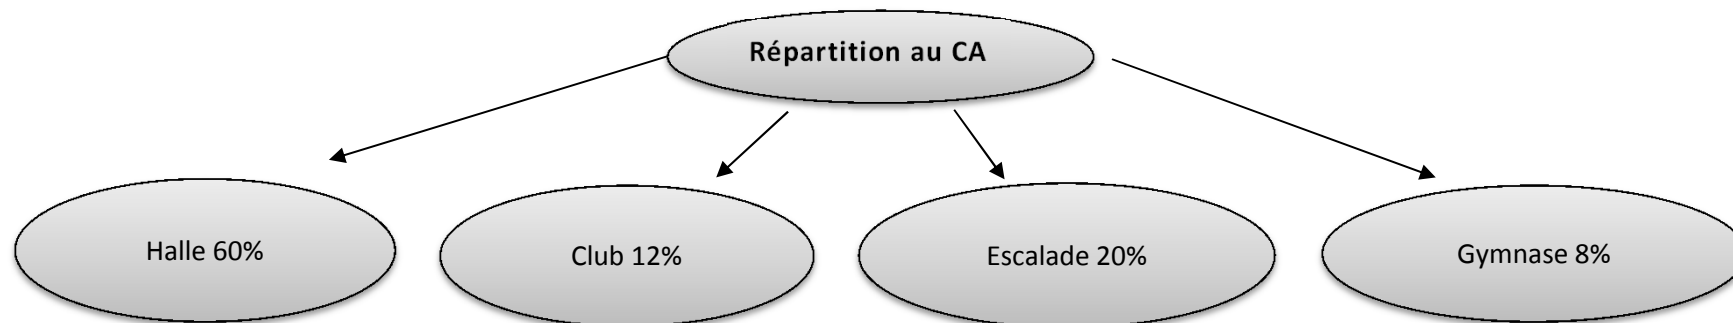 Répartition au CA
Halle 60%
Club 12%
Escalade 20%
Gymnase 8%